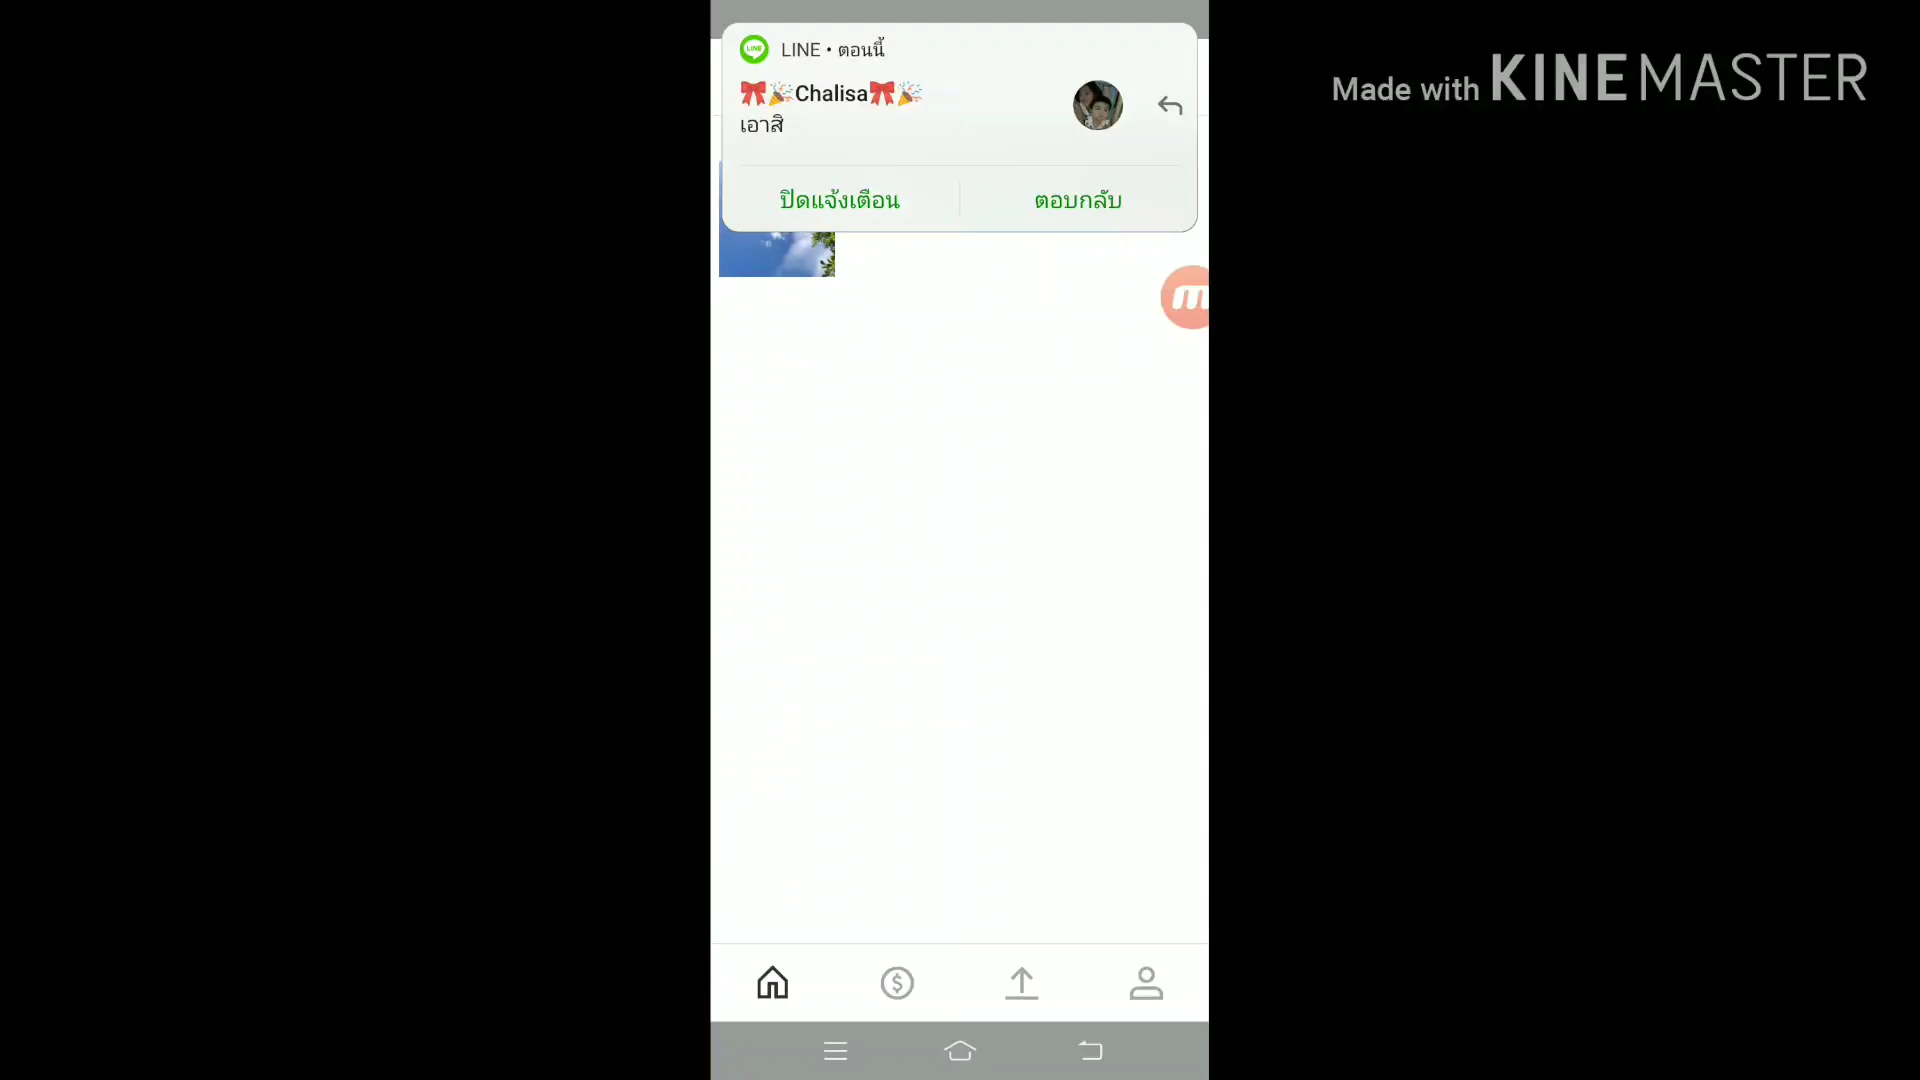 LINE • ตอนนี้
🎀🎉Chalisa🎀🎉
เอาสิ
ปิดแจ้งเตือน ตอบกลับ
Made with KINEMASTER